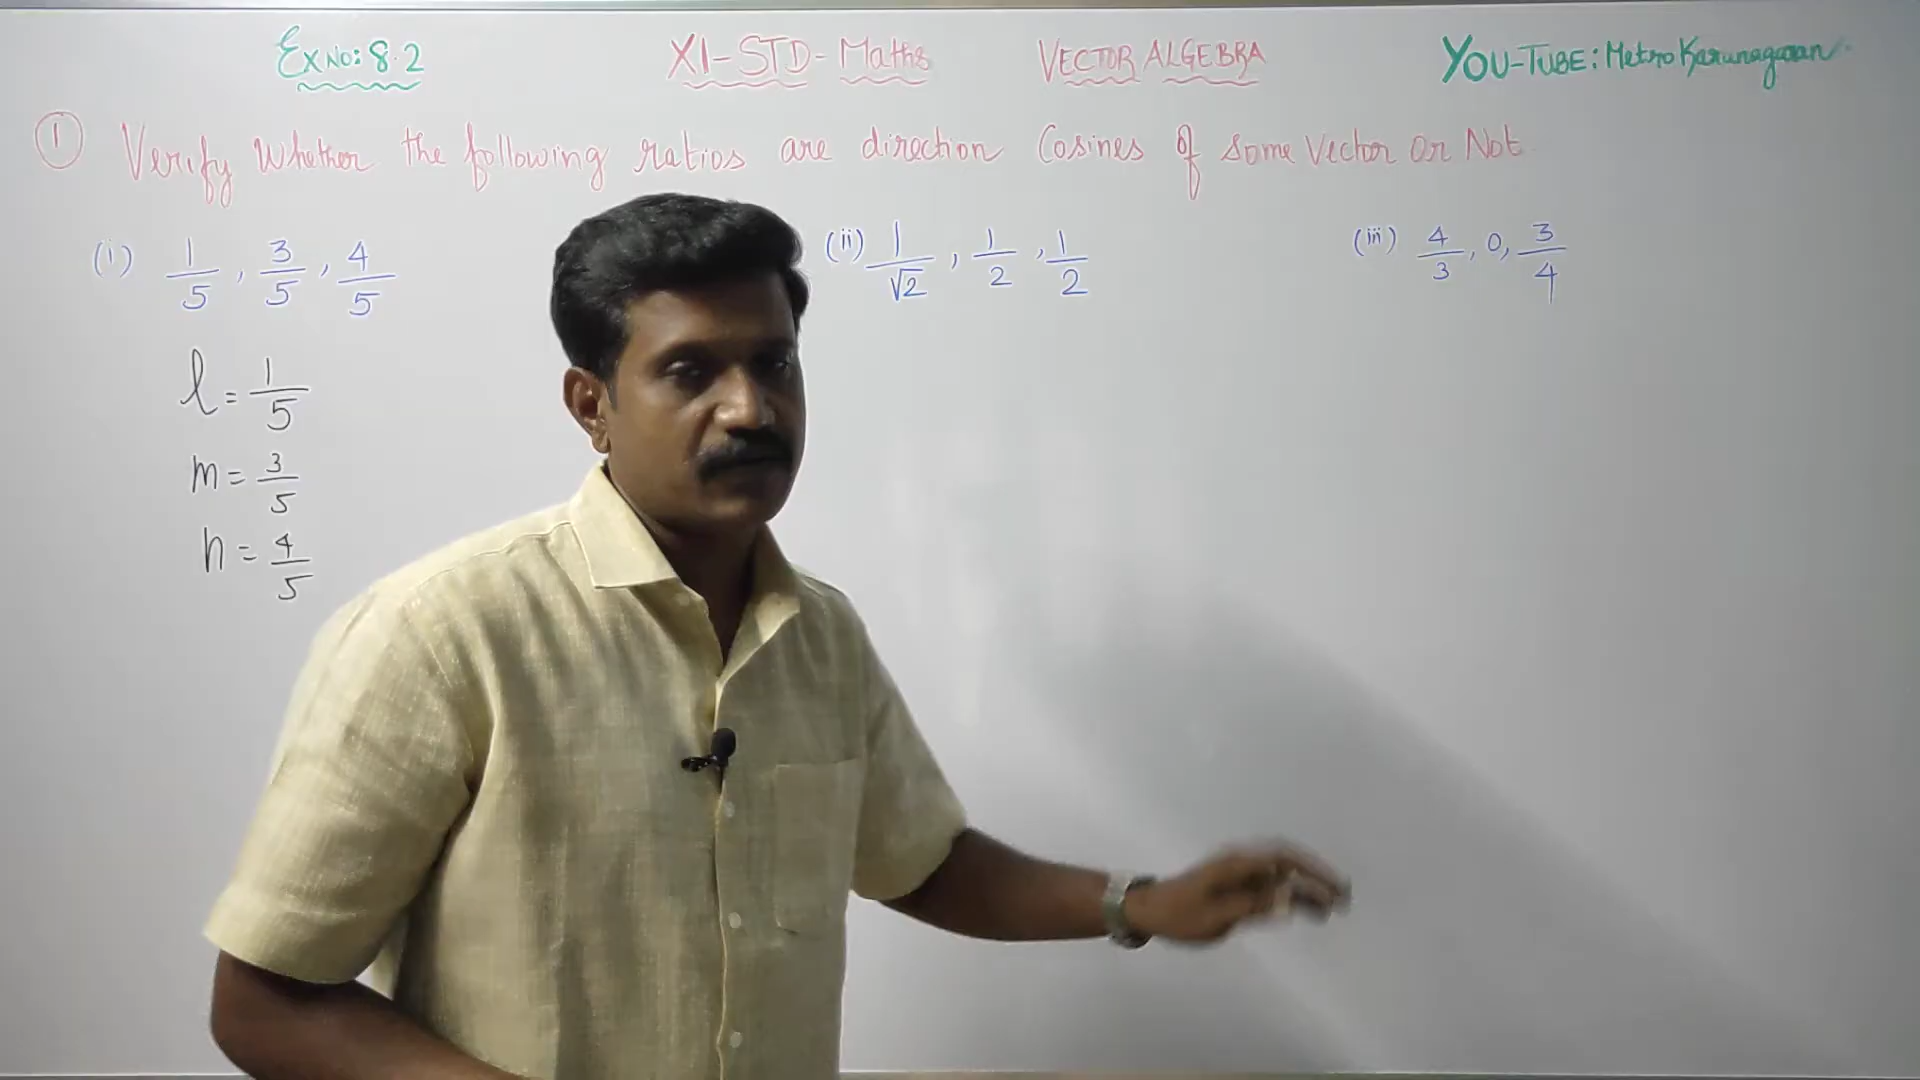 Ex No: 8.2 XI-STD-Maths VECTOR ALGEBRA YOU-TUBE: Metro Karunagaran
① Verify Whether the following ratios are direction Cosines of some Vector or Not.
(i) 1/5, 3/5, 4/5 (ii) 1/√2, 1/2, 1/2 (iii) 4/3, 0, 3/4
l = 1/5
m = 3/5
n = 4/5